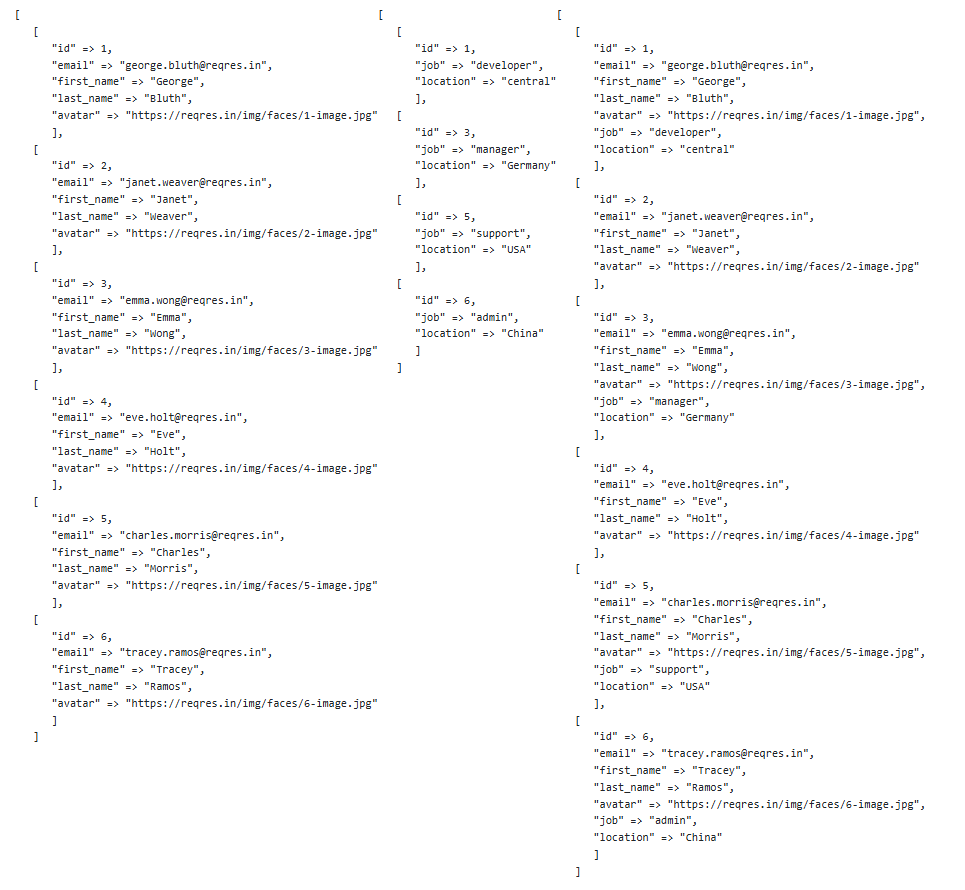 [
[
"id" => 1,
"email" => "george.bluth@reqres.in",
"first_name" => "George",
"last_name" => "Bluth",
"avatar" => "https://reqres.in/img/faces/1-image.jpg"
],
[
"id" => 2,
"email" => "janet.weaver@reqres.in",
"first_name" => "Janet",
"last_name" => "Weaver",
"avatar" => "https://reqres.in/img/faces/2-image.jpg"
],
[
"id" => 3,
"email" => "emma.wong@reqres.in",
"first_name" => "Emma",
"last_name" => "Wong",
"avatar" => "https://reqres.in/img/faces/3-image.jpg"
],
[
"id" => 4,
"email" => "eve.holt@reqres.in",
"first_name" => "Eve",
"last_name" => "Holt",
"avatar" => "https://reqres.in/img/faces/4-image.jpg"
],
[
"id" => 5,
"email" => "charles.morris@reqres.in",
"first_name" => "Charles",
"last_name" => "Morris",
"avatar" => "https://reqres.in/img/faces/5-image.jpg"
],
[
"id" => 6,
"email" => "tracey.ramos@reqres.in",
"first_name" => "Tracey",
"last_name" => "Ramos",
"avatar" => "https://reqres.in/img/faces/6-image.jpg"
]
]
[
[
"id" => 1,
"job" => "developer",
"location" => "central"
],
[
"id" => 3,
"job" => "manager",
"location" => "Germany"
],
[
"id" => 5,
"job" => "support",
"location" => "USA"
],
[
"id" => 6,
"job" => "admin",
"location" => "China"
]
]
[
[
"id" => 1,
"email" => "george.bluth@reqres.in",
"first_name" => "George",
"last_name" => "Bluth",
"avatar" => "https://reqres.in/img/faces/1-image.jpg",
"job" => "developer",
"location" => "central"
],
[
"id" => 2,
"email" => "janet.weaver@reqres.in",
"first_name" => "Janet",
"last_name" => "Weaver",
"avatar" => "https://reqres.in/img/faces/2-image.jpg"
],
[
"id" => 3,
"email" => "emma.wong@reqres.in",
"first_name" => "Emma",
"last_name" => "Wong",
"avatar" => "https://reqres.in/img/faces/3-image.jpg",
"job" => "manager",
"location" => "Germany"
],
[
"id" => 4,
"email" => "eve.holt@reqres.in",
"first_name" => "Eve",
"last_name" => "Holt",
"avatar" => "https://reqres.in/img/faces/4-image.jpg"
],
[
"id" => 5,
"email" => "charles.morris@reqres.in",
"first_name" => "Charles",
"last_name" => "Morris",
"avatar" => "https://reqres.in/img/faces/5-image.jpg",
"job" => "support",
"location" => "USA"
],
[
"id" => 6,
"email" => "tracey.ramos@reqres.in",
"first_name" => "Tracey",
"last_name" => "Ramos",
"avatar" => "https://reqres.in/img/faces/6-image.jpg",
"job" => "admin",
"location" => "China"
]
]